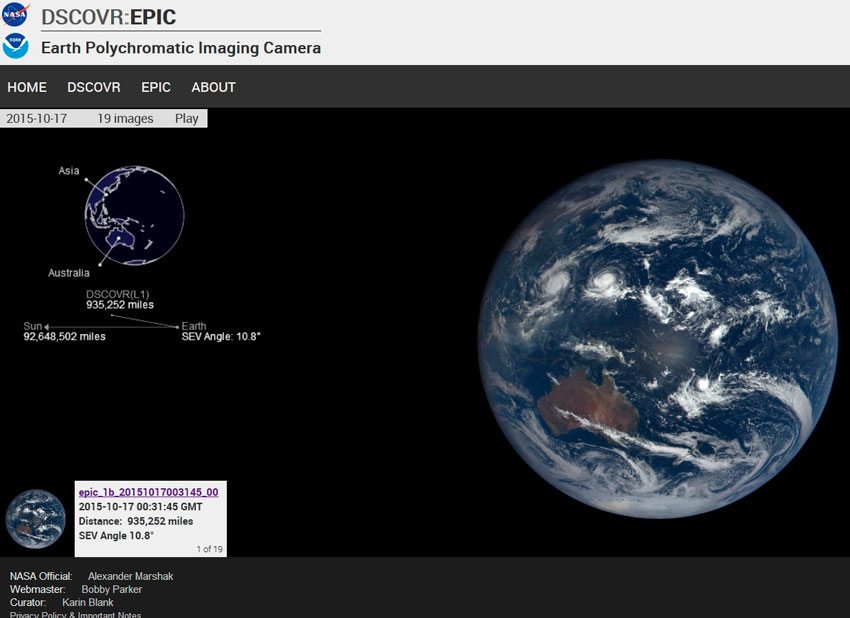 NASA
DSCOVR:EPIC
NOAA
Earth Polychromatic Imaging Camera
HOME DSCOVR EPIC ABOUT
2015-10-17 19 images Play
Asia
Australia
DSCOVR(L1)
935,252 miles
Sun Earth
92,648,502 miles SEV Angle: 10.8°
epic_1b_20151017003145_00
2015-10-17 00:31:45 GMT
Distance: 935,252 miles
SEV Angle 10.8°
1 of 19
NASA Official: Alexander Marshak
Webmaster: Bobby Parker
Curator: Karin Blank
Privacy Policy & Important Notes